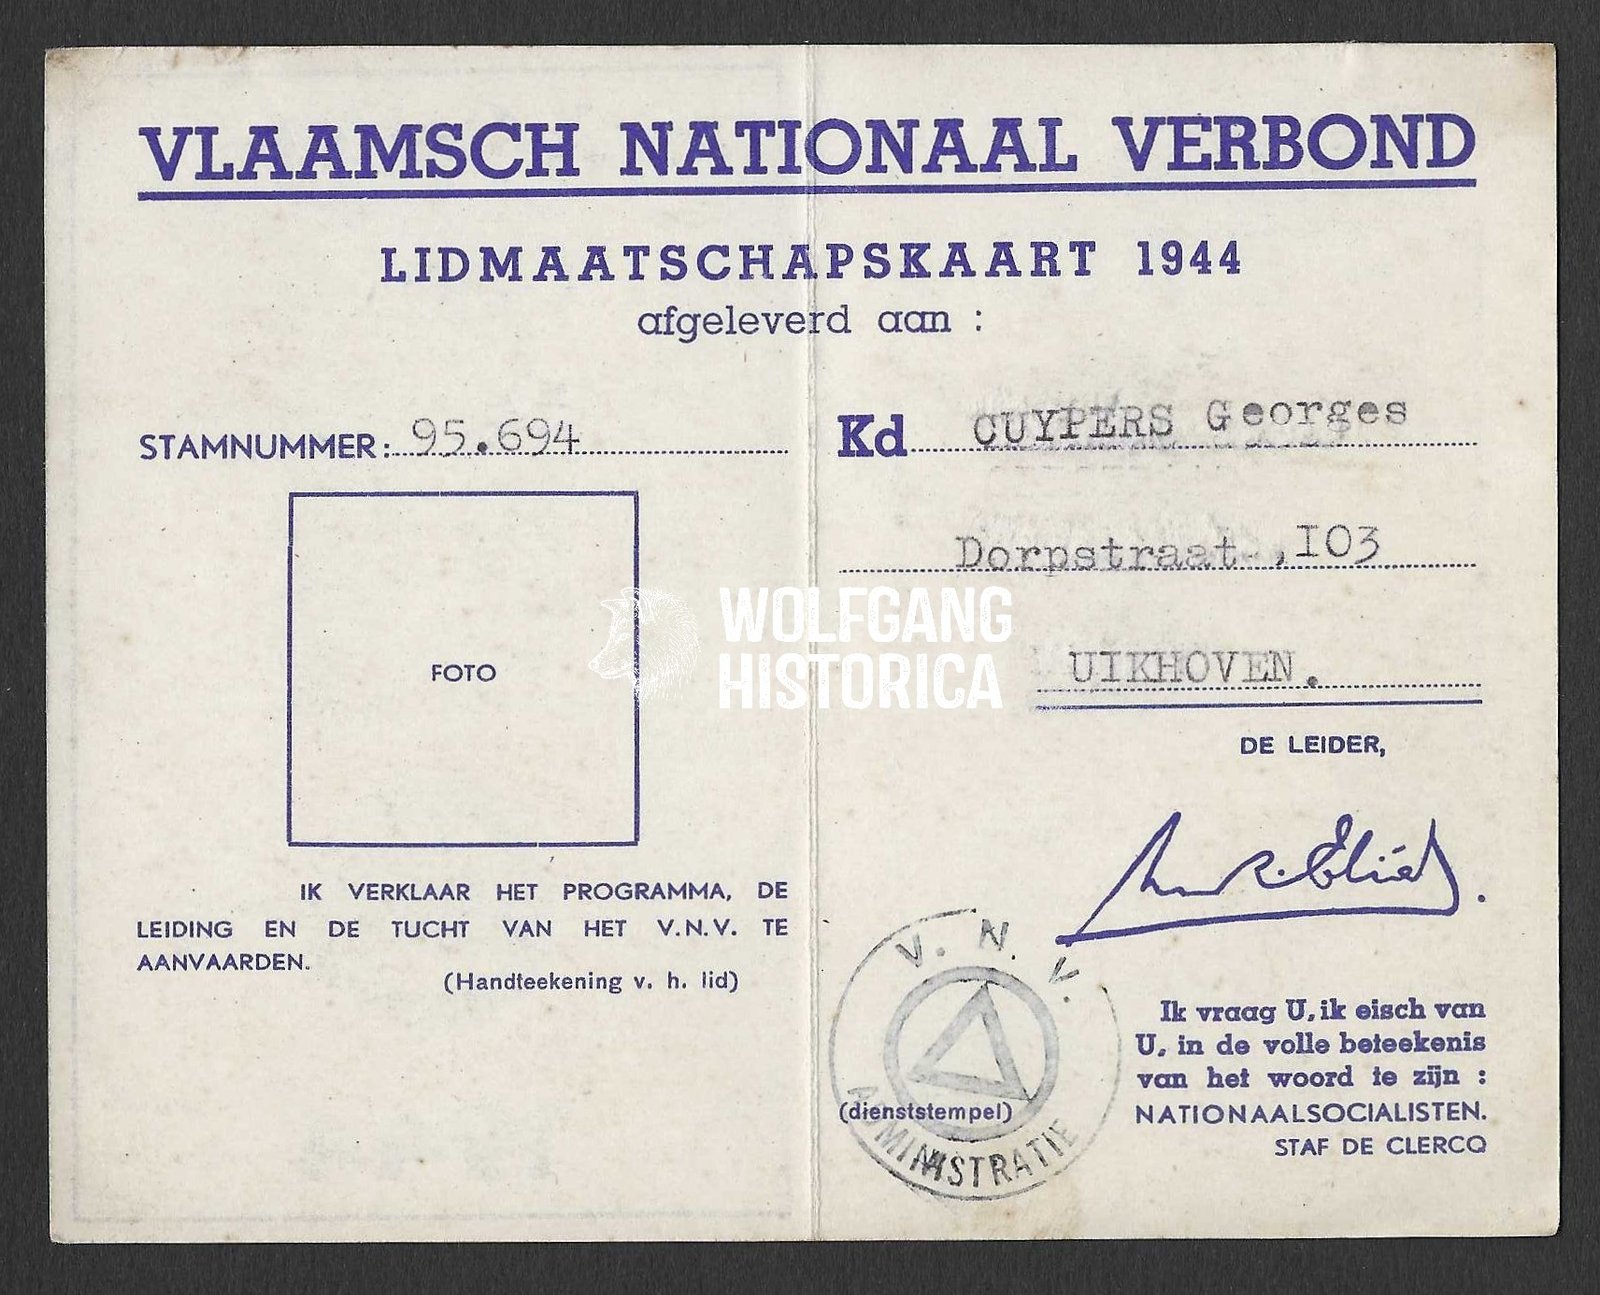 VLAAMSCH NATIONAAL VERBOND
LIDMAATSCHAPSKAART 1944
afgeleverd aan :
STAMNUMMER: 95.694
FOTO
IK VERKLAAR HET PROGRAMMA, DE
LEIDING EN DE TUCHT VAN HET V.N.V. TE
AANVAARDEN.
(Handteekening v. h. lid)
Kd CUYPERS Georges
Dorpstraat ,I03
UIKHOVEN.
DE LEIDER,
V. N. V.
ADMINISTRATIE
(dienststempel)
Ik vraag U, ik eisch van
U, in de volle beteekenis
van het woord te zijn :
NATIONAALSOCIALISTEN.
STAF DE CLERCQ
WOLFGANG
HISTORICA